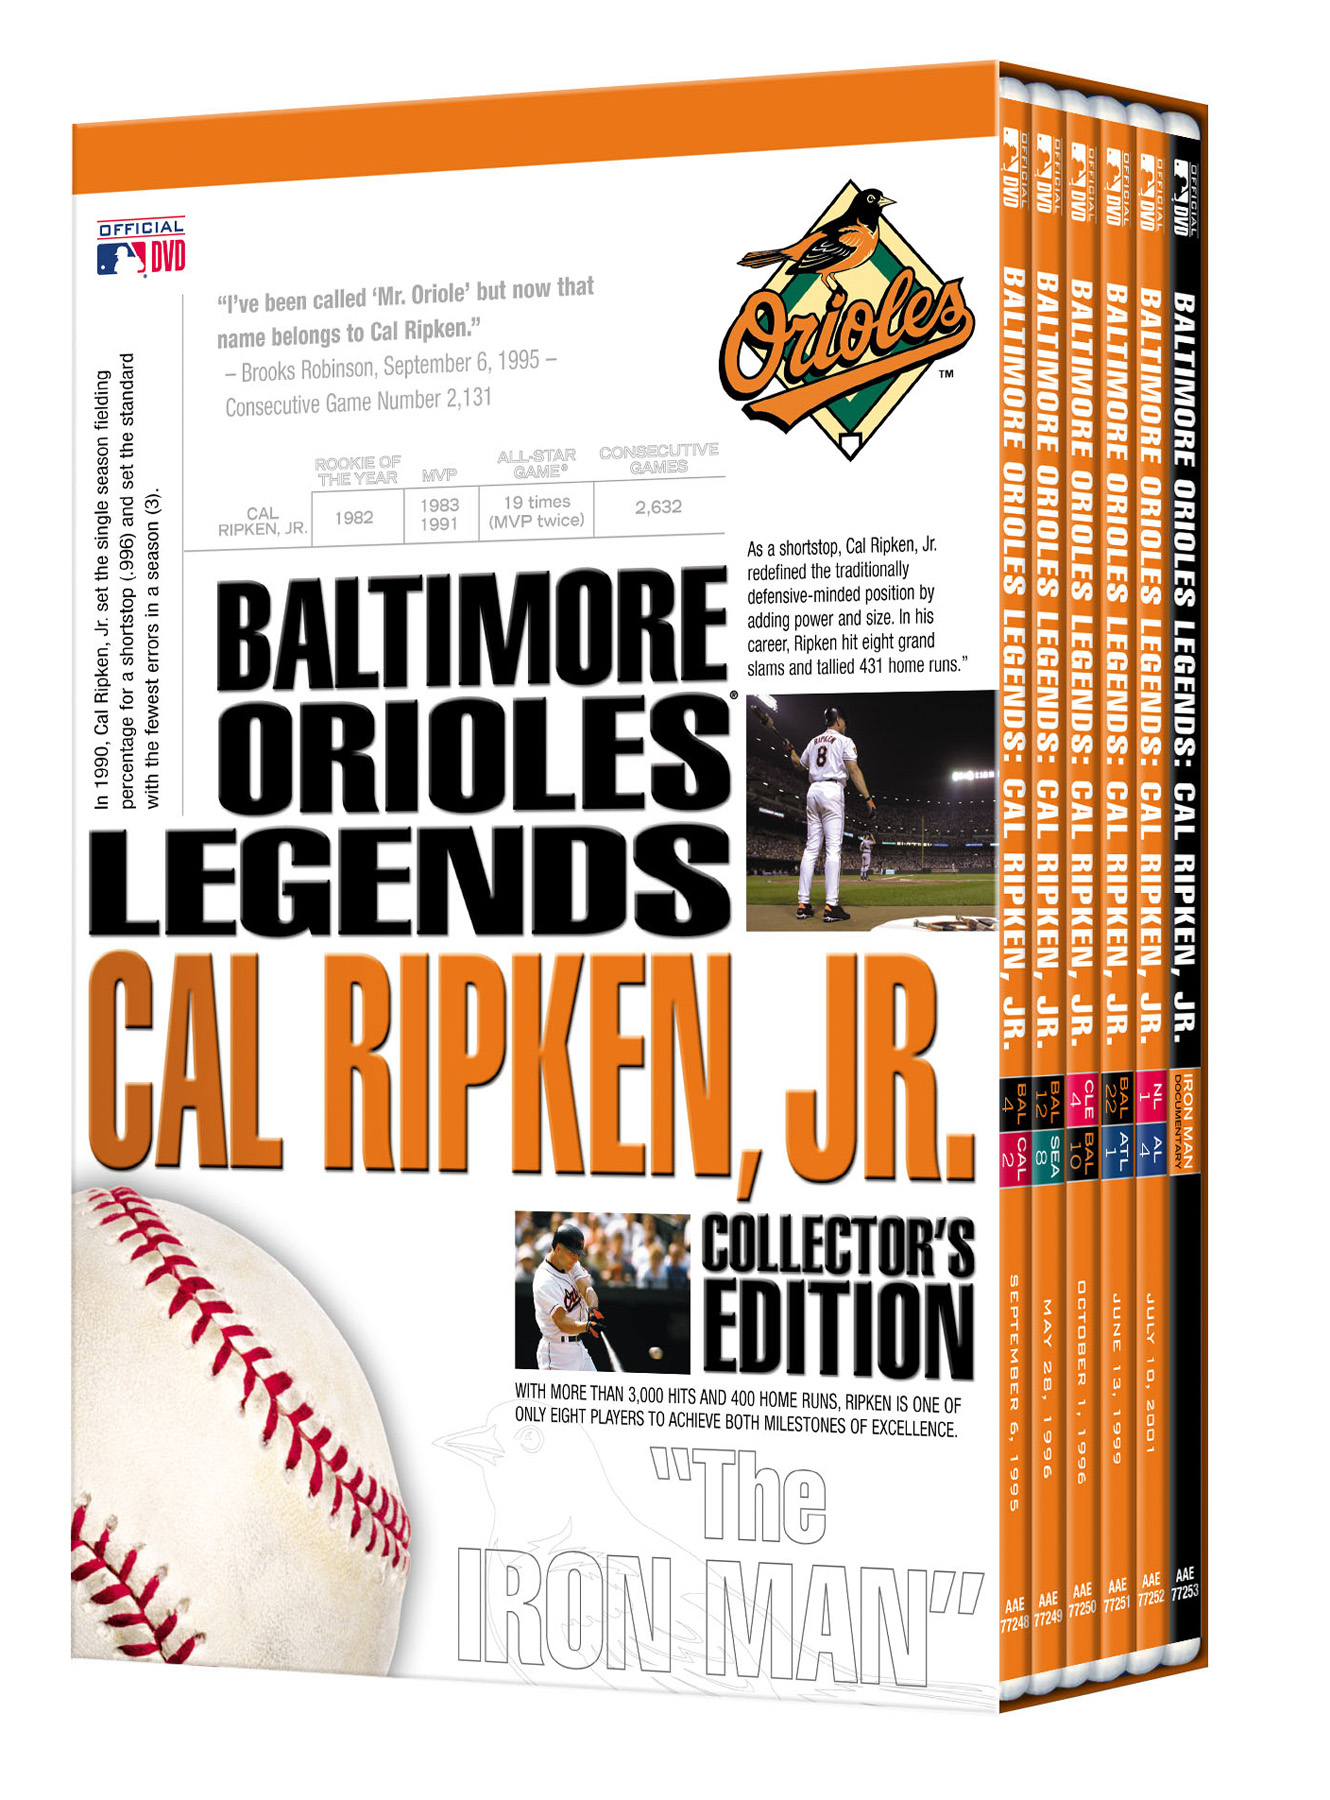 OFFICIAL
DVD
"I've been called 'Mr. Oriole' but now that
name belongs to Cal Ripken."
– Brooks Robinson, September 6, 1995 –
Consecutive Game Number 2,131
Orioles
TM
In 1990, Cal Ripken, Jr. set the single season fielding
percentage for a shortstop (.996) and set the standard
with the fewest errors in a season (3).
ROOKIE OF THE YEAR MVP ALL-STAR GAME® CONSECUTIVE GAMES
CAL RIPKEN, JR. 1982 1983 1991 19 times (MVP twice) 2,632
As a shortstop, Cal Ripken, Jr.
redefined the traditionally
defensive-minded position by
adding power and size. In his
career, Ripken hit eight grand
slams and tallied 431 home runs."
BALTIMORE
ORIOLES®
LEGENDS
RIPKEN
8
CAL RIPKEN, JR.
COLLECTOR'S
EDITION
WITH MORE THAN 3,000 HITS AND 400 HOME RUNS, RIPKEN IS ONE OF
ONLY EIGHT PLAYERS TO ACHIEVE BOTH MILESTONES OF EXCELLENCE.
"The
IRON MAN"
OFFICIAL DVD BALTIMORE ORIOLES LEGENDS: CAL RIPKEN, JR. BAL 4 CAL 2 SEPTEMBER 6, 1995 AAE 77248
OFFICIAL DVD BALTIMORE ORIOLES LEGENDS: CAL RIPKEN, JR. BAL 12 SEA 8 MAY 28, 1996 AAE 77249
OFFICIAL DVD BALTIMORE ORIOLES LEGENDS: CAL RIPKEN, JR. CLE 4 BAL 10 OCTOBER 1, 1996 AAE 77250
OFFICIAL DVD BALTIMORE ORIOLES LEGENDS: CAL RIPKEN, JR. BAL 22 ATL 1 JUNE 13, 1999 AAE 77251
OFFICIAL DVD BALTIMORE ORIOLES LEGENDS: CAL RIPKEN, JR. NL 1 AL 4 JULY 10, 2001 AAE 77252
OFFICIAL DVD BALTIMORE ORIOLES LEGENDS: CAL RIPKEN, JR. IRON MAN DOCUMENTARY AAE 77253